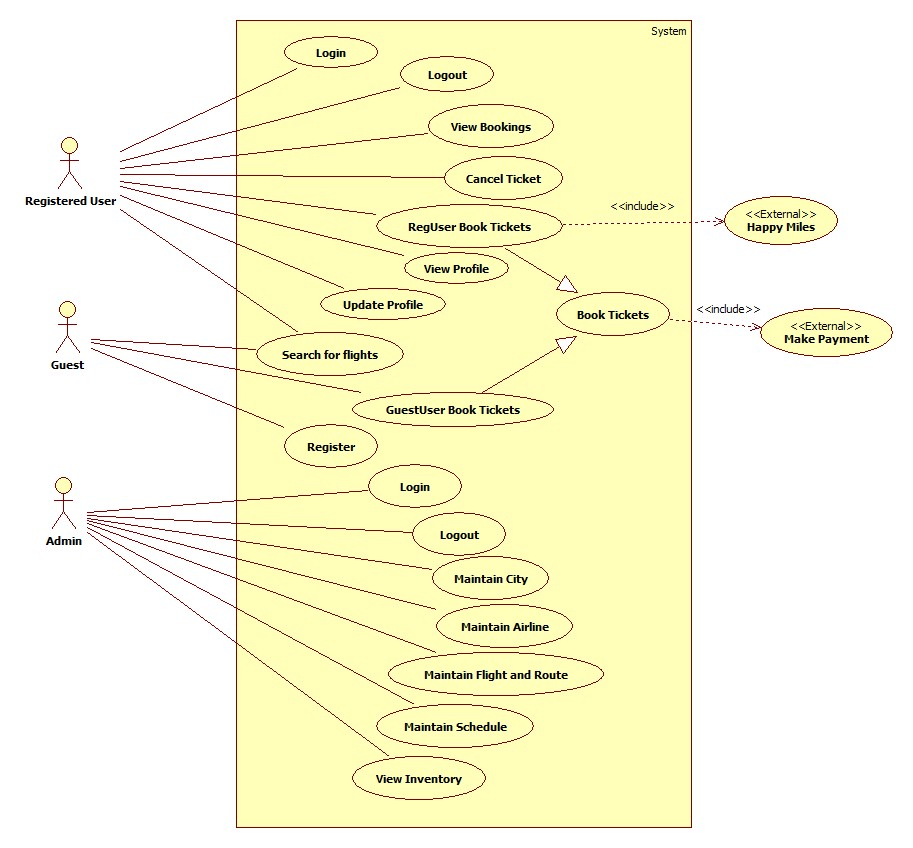 System
Login
Logout
View Bookings
Cancel Ticket
Registered User
<<include>>
RegUser Book Tickets
<<External>>
Happy Miles
View Profile
Update Profile
Book Tickets
<<include>>
<<External>>
Make Payment
Guest
Search for flights
GuestUser Book Tickets
Register
Login
Admin
Logout
Maintain City
Maintain Airline
Maintain Flight and Route
Maintain Schedule
View Inventory